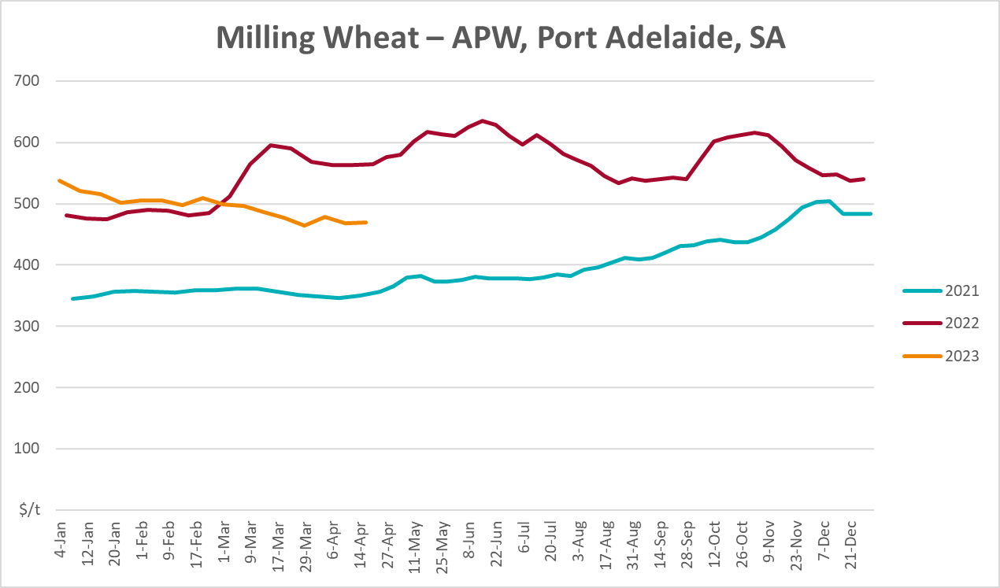 Milling Wheat – APW, Port Adelaide, SA
700
600
500
400
300
200
100
$/t
4-Jan
12-Jan
20-Jan
1-Feb
9-Feb
17-Feb
1-Mar
9-Mar
17-Mar
29-Mar
6-Apr
14-Apr
27-Apr
11-May
25-May
8-Jun
22-Jun
6-Jul
20-Jul
3-Aug
17-Aug
31-Aug
14-Sep
28-Sep
12-Oct
26-Oct
9-Nov
23-Nov
7-Dec
21-Dec
2021
2022
2023